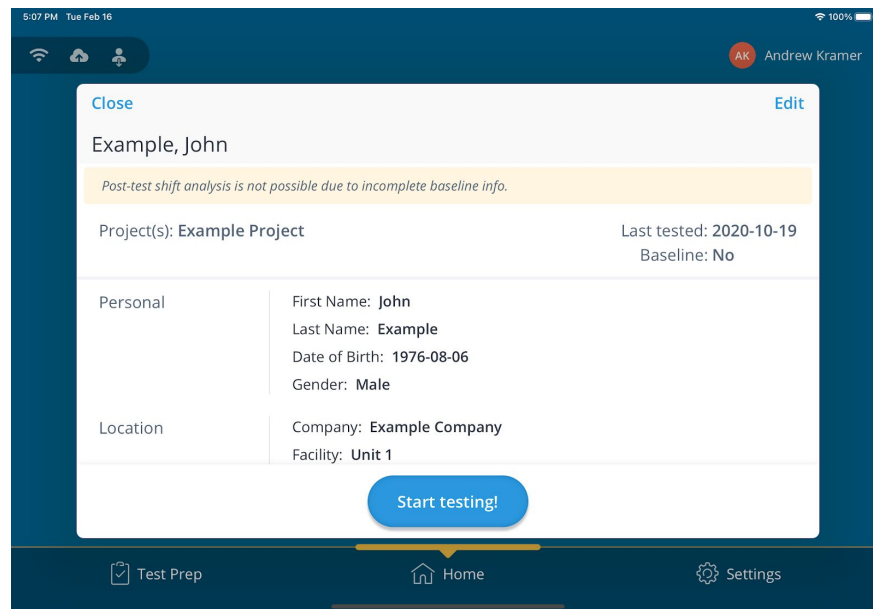 5:07 PM Tue Feb 16
100%
AK Andrew Kramer
Close Edit
Example, John
Post-test shift analysis is not possible due to incomplete baseline info.
Project(s): Example Project
Last tested: 2020-10-19
Baseline: No
Personal
First Name: John
Last Name: Example
Date of Birth: 1976-08-06
Gender: Male
Location
Company: Example Company
Facility: Unit 1
Start testing!
Test Prep Home Settings